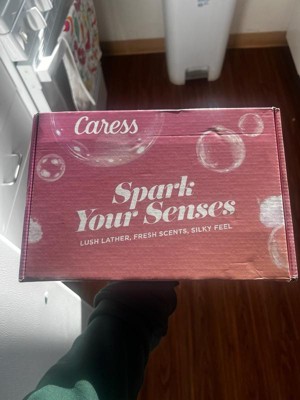 Caress
Spark
Your Senses
LUSH LATHER, FRESH SCENTS, SILKY FEEL